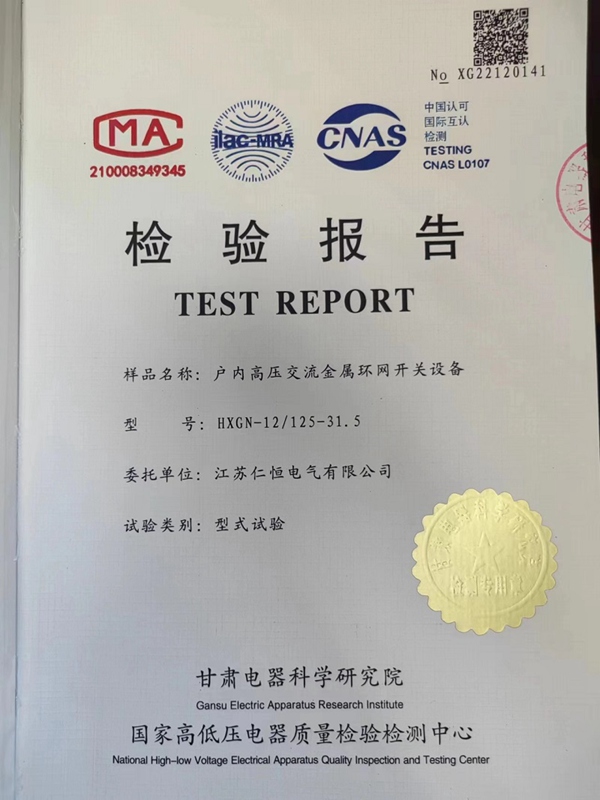 No XG22120141
MA
210008349345
ilac-MRA
CNAS
中国认可
国际互认
检测
TESTING
CNAS L0107
检验报告
TEST REPORT
样品名称: 户内高压交流金属环网开关设备
型 号: HXGN-12/125-31.5
委托单位: 江苏仁恒电气有限公司
试验类别: 型式试验
甘肃电器科学研究院
Gansu Electric Apparatus Research Institute
国家高低压电器质量检验检测中心
National High-low Voltage Electrical Apparatus Quality Inspection and Testing Center